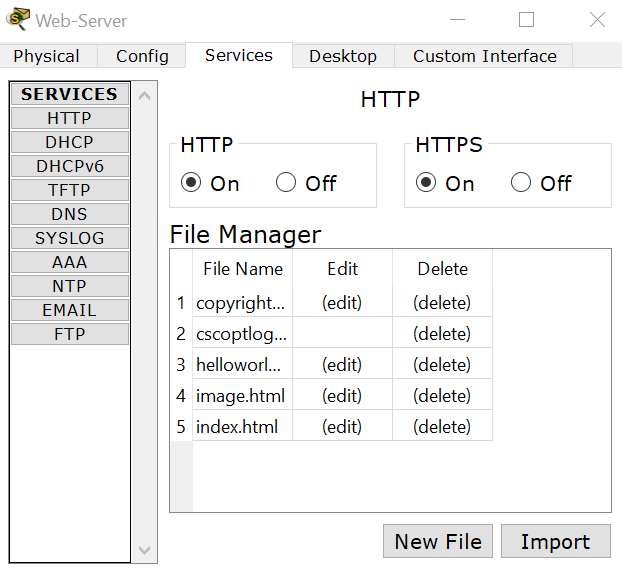 Web-Server
Physical Config Services Desktop Custom Interface
SERVICES
HTTP
DHCP
DHCPv6
TFTP
DNS
SYSLOG
AAA
NTP
EMAIL
FTP
HTTP
HTTP
On Off
HTTPS
On Off
File Manager
File Name Edit Delete
1 copyright... (edit) (delete)
2 cscoptlog... (delete)
3 helloworl... (edit) (delete)
4 image.html (edit) (delete)
5 index.html (edit) (delete)
New File Import